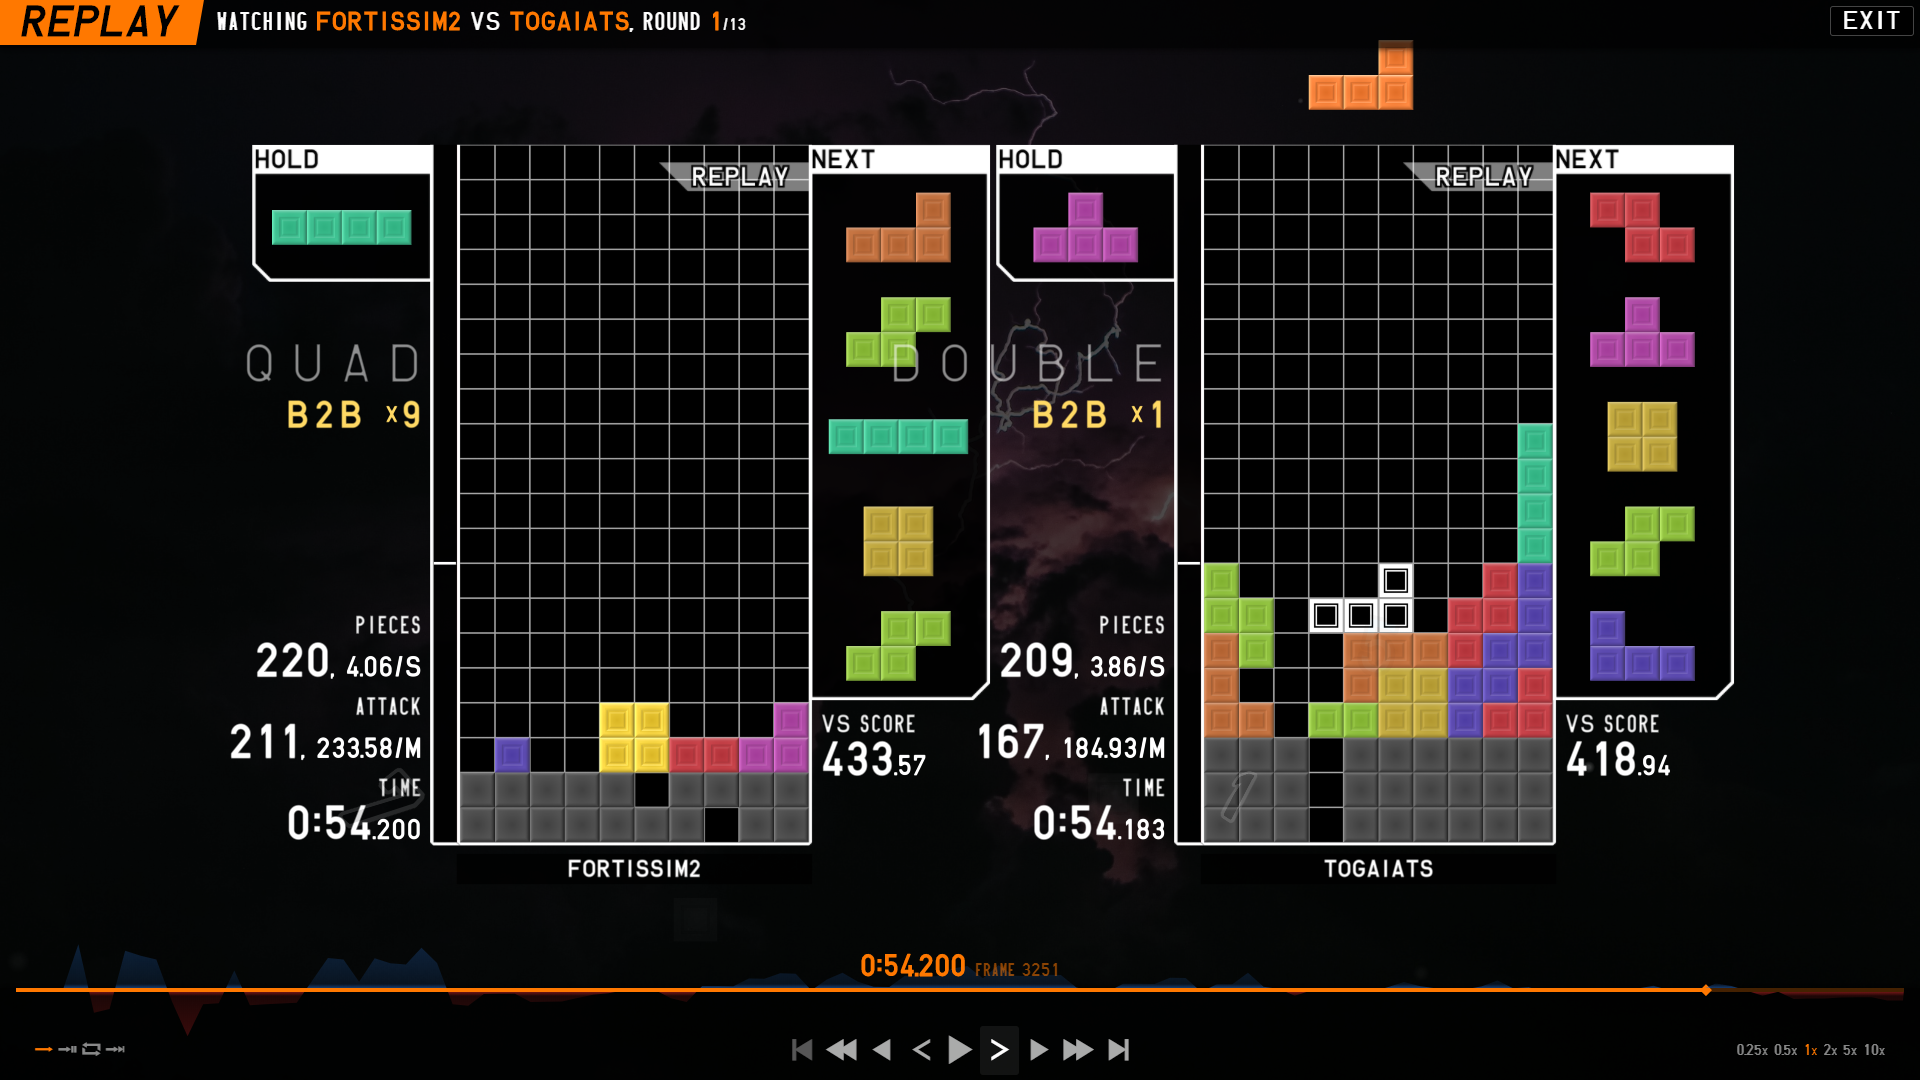 REPLAY
WATCHING FORTISSIM2 VS TOGAIATS, ROUND 1/13
EXIT
HOLD
REPLAY
NEXT
QUAD
B2B x9
PIECES
220, 4.06/S
ATTACK
211, 233.58/M
TIME
0:54.200
VS SCORE
433.57
FORTISSIM2
HOLD
REPLAY
NEXT
DOUBLE
B2B x1
PIECES
209, 3.86/S
ATTACK
167, 184.93/M
TIME
0:54.183
VS SCORE
418.94
TOGAIATS
0:54.200 FRAME 3251
0.25x 0.5x 1x 2x 5x 10x